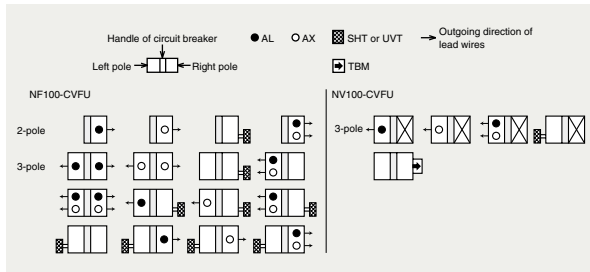 Handle of circuit breaker
● AL ○ AX SHT or UVT → Outgoing direction of lead wires
Left pole Right pole
TBM
NF100-CVFU
NV100-CVFU
2-pole
3-pole
3-pole